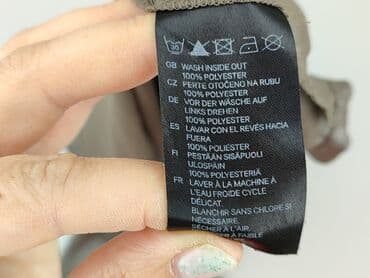 30
GB WASH INSIDE OUT
100% POLYESTER
CZ PERTE OTOČENO NA RUBU
100% POLYESTER
DE VOR DER WÄSCHE AUF
LINKS DREHEN
100% POLYESTER
ES LAVAR CON EL REVÉS HACIA
FUERA
100% POLIÉSTER
FI PESTÄÄN SISÄPUOLI
ULOSPÄIN
100% POLYESTERIÄ
FR LAVER À LA MACHINE À
L'EAU FROIDE CYCLE
DÉLICAT.
BLANCHIR SANS CHLORE SI
NÉCESSAIRE.
SÉCHER À L'AIR.
À FAIBLE